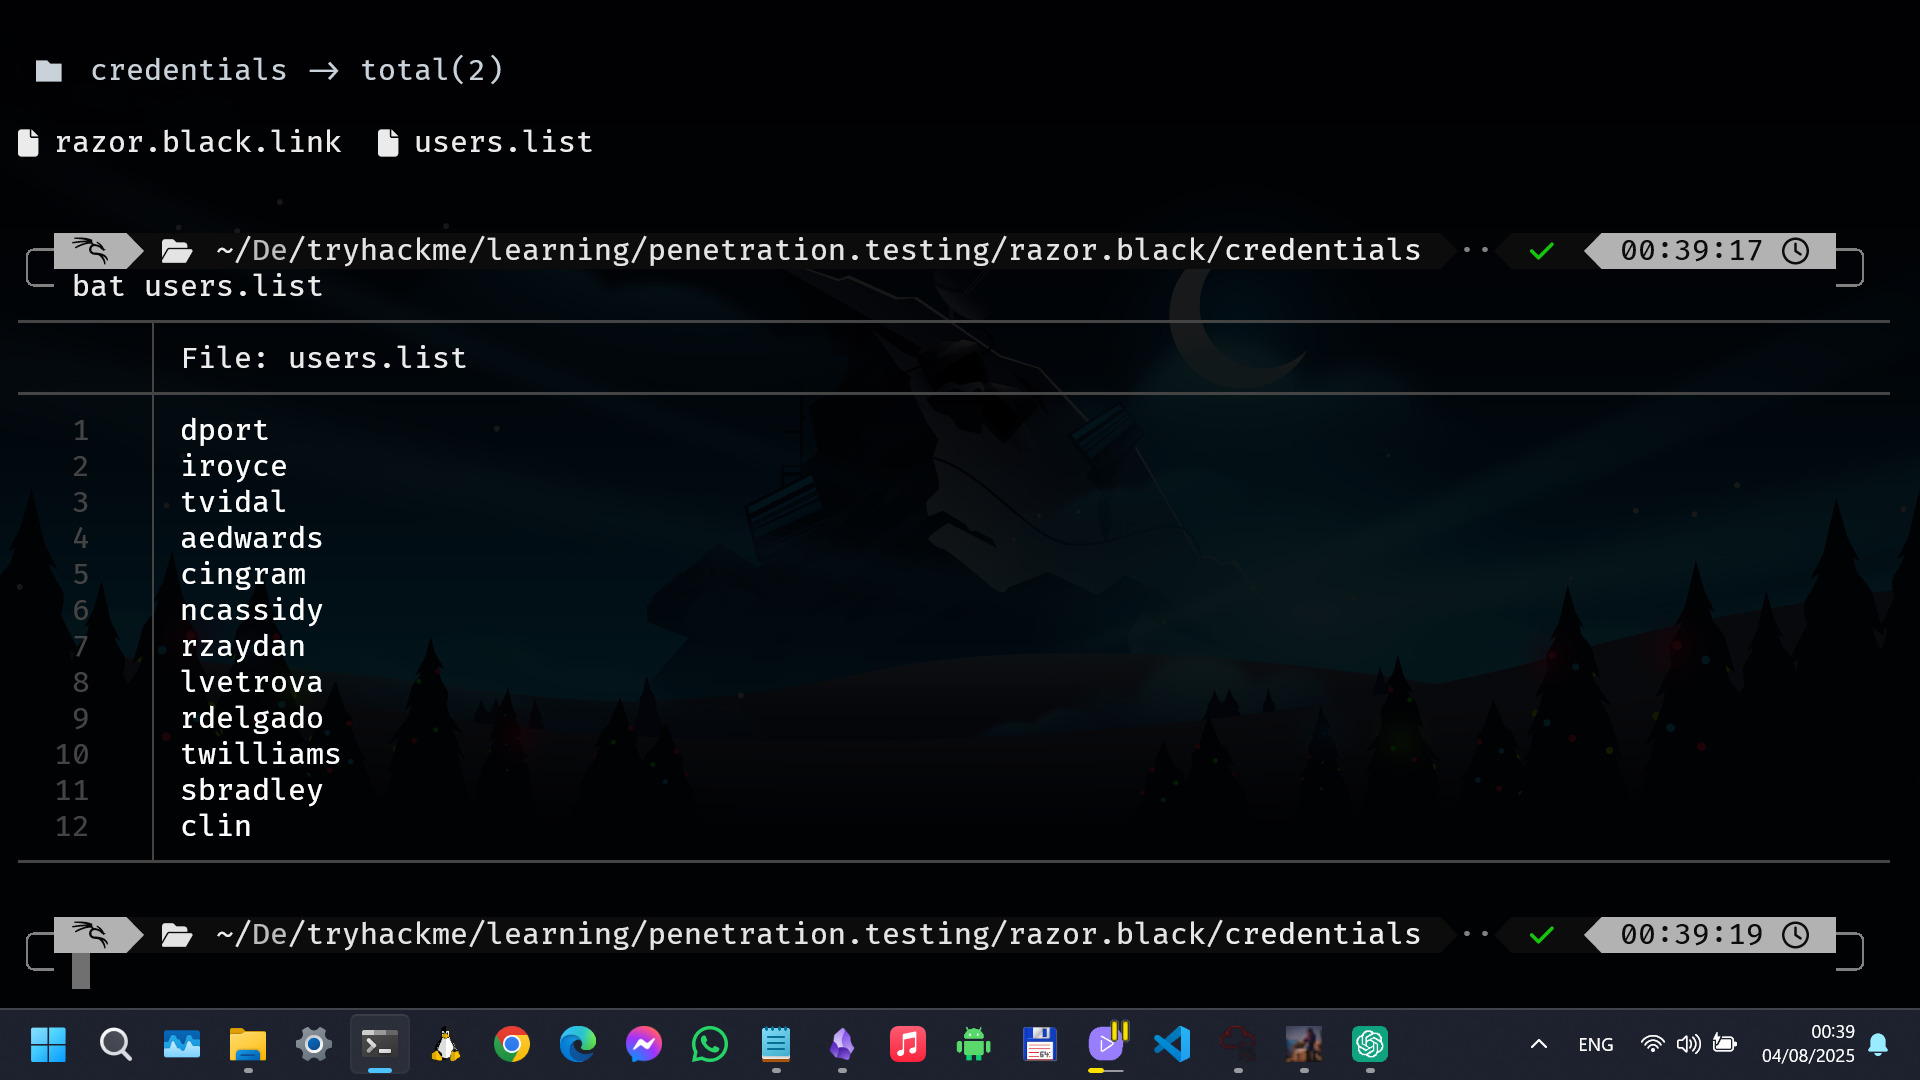 credentials → total(2)
razor.black.link users.list
~/De/tryhackme/learning/penetration.testing/razor.black/credentials 00:39:17
bat users.list
File: users.list
1 dport
2 iroyce
3 tvidal
4 aedwards
5 cingram
6 ncassidy
7 rzaydan
8 lvetrova
9 rdelgado
10 twilliams
11 sbradley
12 clin
~/De/tryhackme/learning/penetration.testing/razor.black/credentials 00:39:19
64
ENG
00:39
04/08/2025